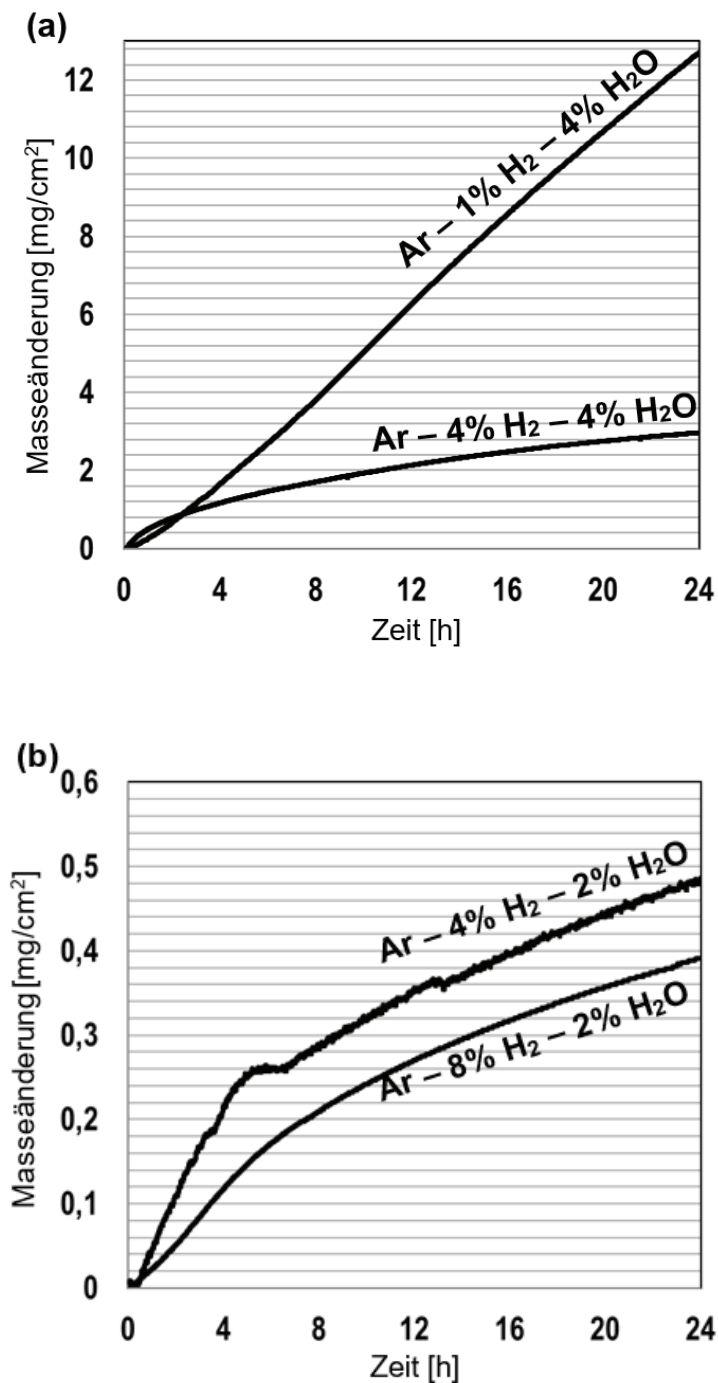 (a)
Masseänderung [mg/cm²]
12
10
8
6
4
2
0
Ar – 1% H₂ – 4% H₂O
Ar – 4% H₂ – 4% H₂O
0 4 8 12 16 20 24
Zeit [h]
(b)
Masseänderung [mg/cm²]
0,6
0,5
0,4
0,3
0,2
0,1
0
Ar – 4% H₂ – 2% H₂O
Ar – 8% H₂ – 2% H₂O
0 4 8 12 16 20 24
Zeit [h]